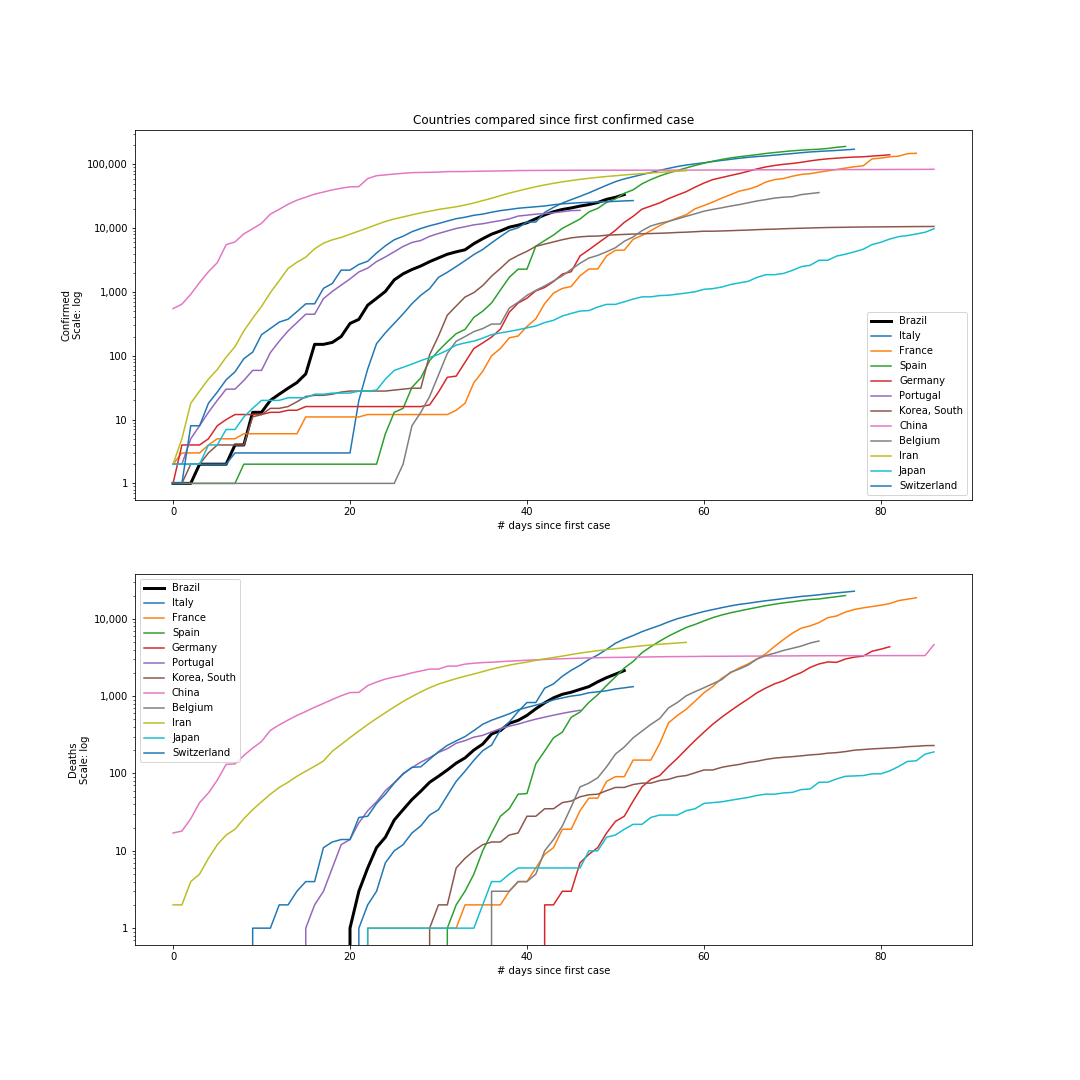 Countries compared since first confirmed case
Confirmed
Scale: log
100,000
10,000
1,000
100
10
1
0
20
40
60
80
# days since first case
Brazil
Italy
France
Spain
Germany
Portugal
Korea, South
China
Belgium
Iran
Japan
Switzerland
Deaths
Scale: log
10,000
1,000
100
10
1
0
20
40
60
80
# days since first case
Brazil
Italy
France
Spain
Germany
Portugal
Korea, South
China
Belgium
Iran
Japan
Switzerland